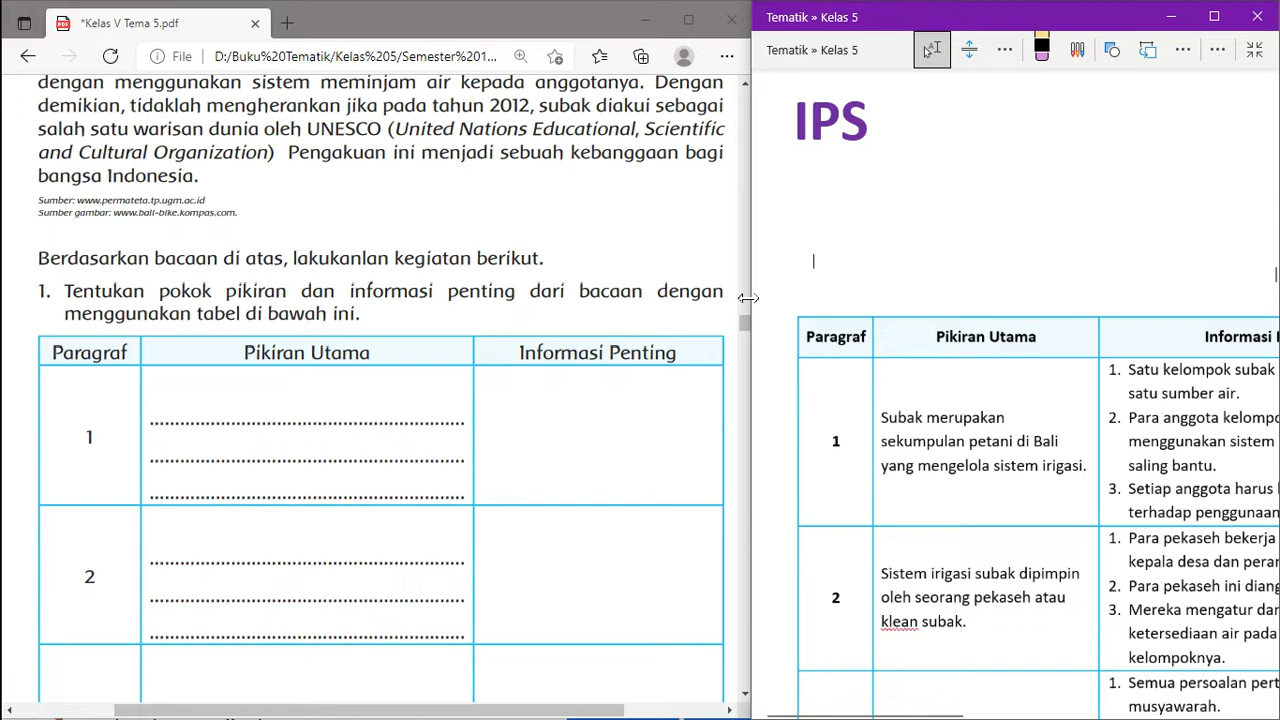 *Kelas V Tema 5.pdf
File
D:/Buku%20Tematik/Kelas%205/Semester%201...
dengan menggunakan sistem meminjam air kepada anggotanya. Dengan
demikian, tidaklah mengherankan jika pada tahun 2012, subak diakui sebagai
salah satu warisan dunia oleh UNESCO (United Nations Educational, Scientific
and Cultural Organization) Pengakuan ini menjadi sebuah kebanggaan bagi
bangsa Indonesia.
Sumber: www.permateta.tp.ugm.ac.id
Sumber gambar: www.bali-bike.kompas.com.
Berdasarkan bacaan di atas, lakukanlan kegiatan berikut.
1. Tentukan pokok pikiran dan informasi penting dari bacaan dengan
menggunakan tabel di bawah ini.
Paragraf Pikiran Utama Informasi Penting
1
2
Tematik » Kelas 5
Tematik » Kelas 5
IPS
Paragraf Pikiran Utama Informasi
1
Subak merupakan
sekumpulan petani di Bali
yang mengelola sistem irigasi.
1. Satu kelompok subak
satu sumber air.
2. Para anggota kelompo
menggunakan sistem
saling bantu.
3. Setiap anggota harus
terhadap penggunaan
2
Sistem irigasi subak dipimpin
oleh seorang pekaseh atau
klean subak.
1. Para pekaseh bekerja
kepala desa dan peran
2. Para pekaseh ini diang
3. Mereka mengatur dan
ketersediaan air pada
kelompoknya.
1. Semua persoalan pert
musyawarah.